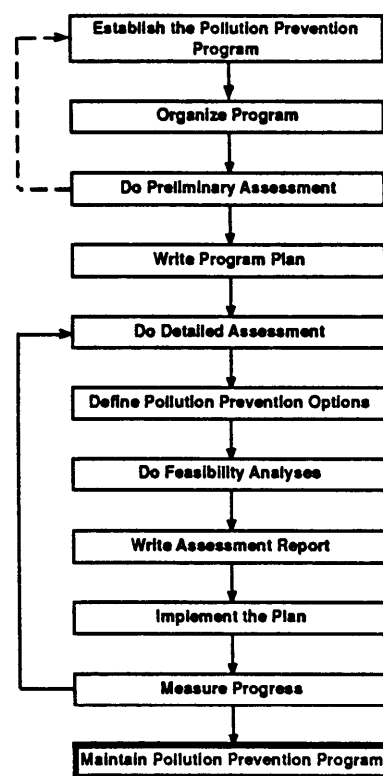 Establish the Pollution Prevention
Program
Organize Program
Do Preliminary Assessment
Write Program Plan
Do Detailed Assessment
Define Pollution Prevention Options
Do Feasibility Analyses
Write Assessment Report
Implement the Plan
Measure Progress
Maintain Pollution Prevention Program